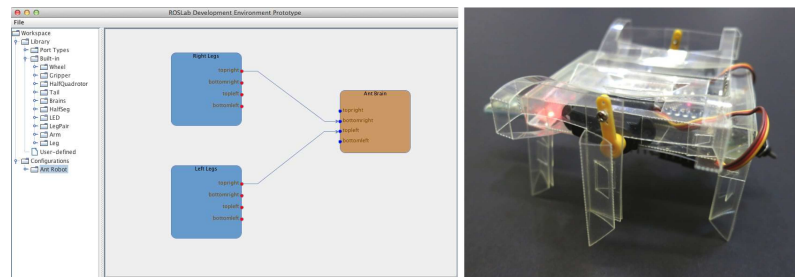 ROSLab Development Environment Prototype
File
Workspace
Library
Port Types
Built-in
Wheel
Gripper
HalfQuadrotor
Tail
Brains
HalfSeg
LED
LegPair
Arm
Leg
User-defined
Configurations
Ant Robot
Right Legs
topright
bottomright
topleft
bottomleft
Ant Brain
topright
bottomright
topleft
bottomleft
Left Legs
topright
bottomright
topleft
bottomleft